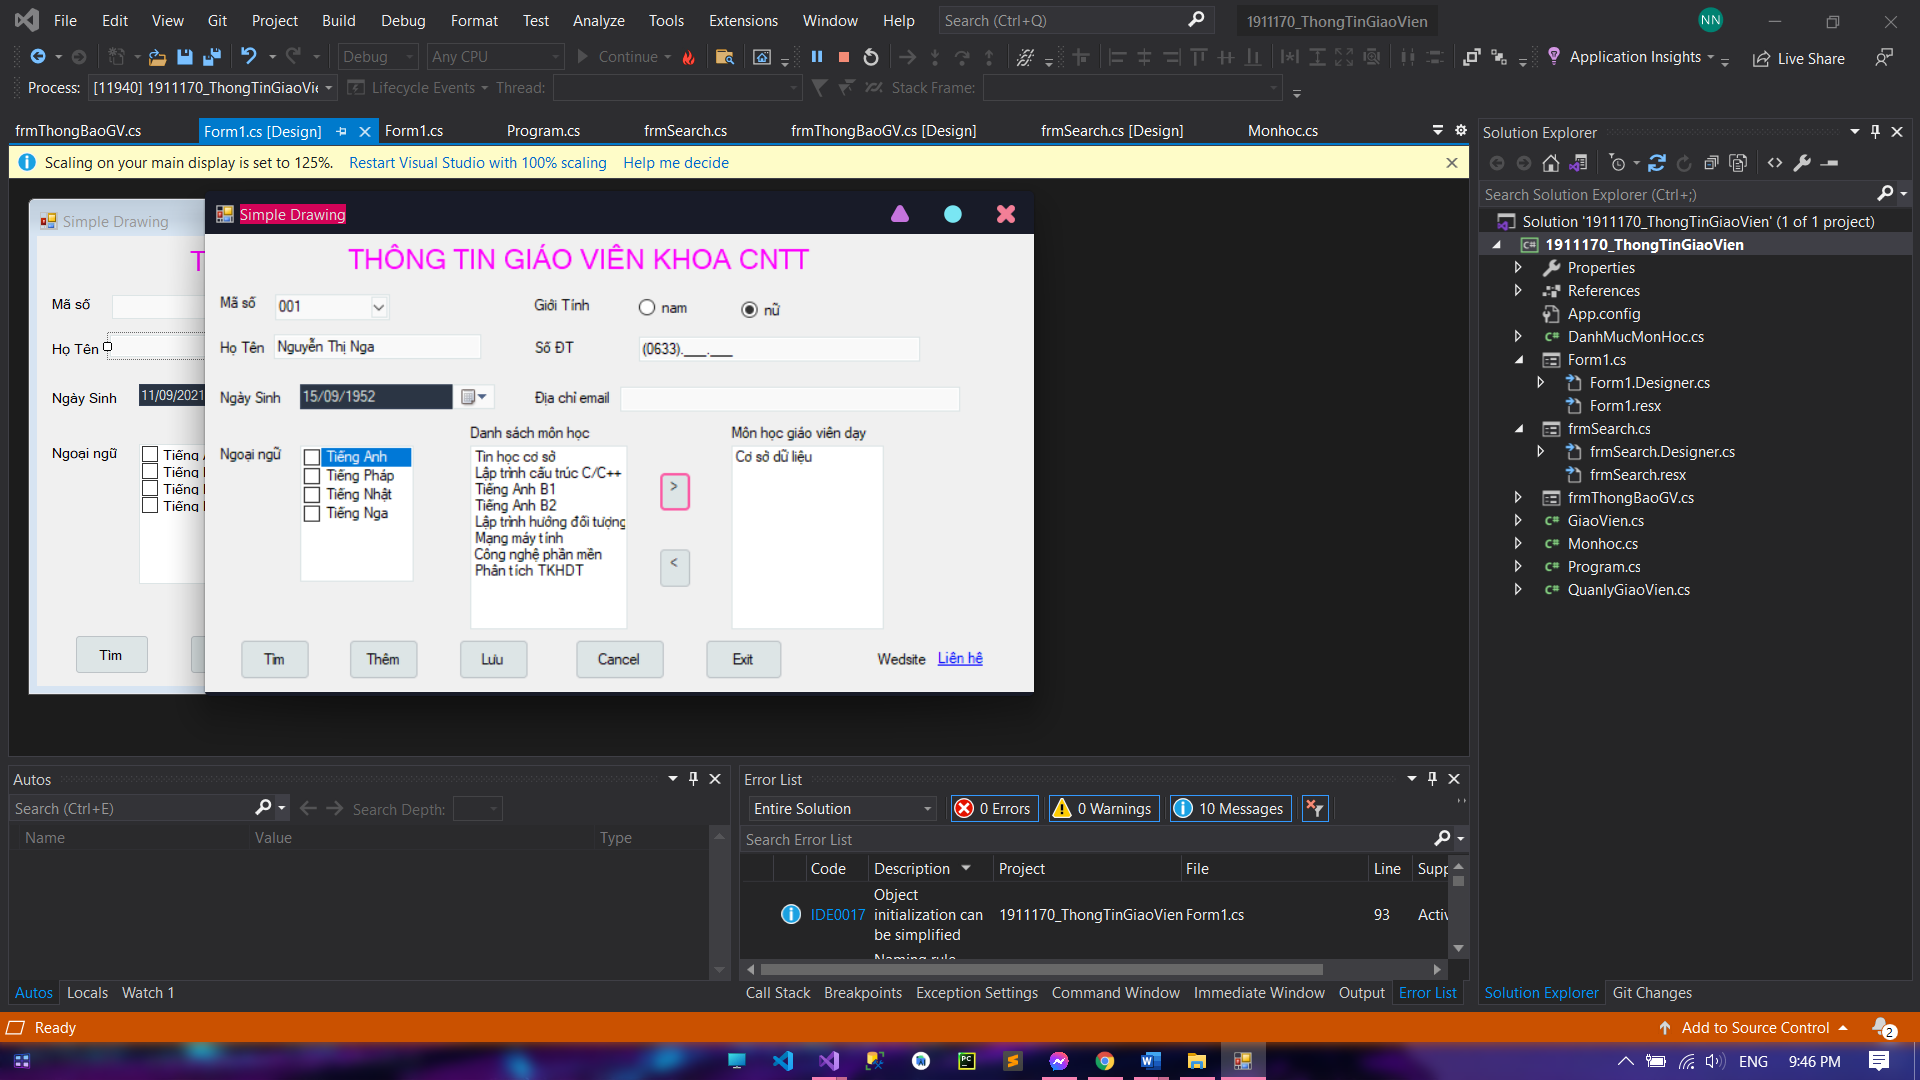 File Edit View Git Project Build Debug Format Test Analyze Tools Extensions Window Help Search (Ctrl+Q) 1911170_ThongTinGiaoVien NN
Debug Any CPU Continue Application Insights Live Share
Process: [11940] 1911170_ThongTinGiaoVie Lifecycle Events Thread: Stack Frame:
frmThongBaoGV.cs Form1.cs [Design] Form1.cs Program.cs frmSearch.cs frmThongBaoGV.cs [Design] frmSearch.cs [Design] Monhoc.cs
Scaling on your main display is set to 125%. Restart Visual Studio with 100% scaling Help me decide
Simple Drawing
T
Mã số
Họ Tên
Ngày Sinh 11/09/2021
Ngoại ngữ
Tiếng
Tiếng
Tiếng
Tiếng
Tìm
Simple Drawing
THÔNG TIN GIÁO VIÊN KHOA CNTT
Mã số 001 Giới Tính nam nữ
Họ Tên Nguyễn Thị Nga Số ĐT (0633).___.___
Ngày Sinh 15/09/1952 Địa chỉ email
Ngoại ngữ
Tiếng Anh
Tiếng Pháp
Tiếng Nhật
Tiếng Nga
Danh sách môn học
Tin học cơ sở
Lập trình cấu trúc C/C++
Tiếng Anh B1
Tiếng Anh B2
Lập trình hướng đối tượng
Mạng máy tính
Công nghệ phần mền
Phân tích TKHDT
>
<
Môn học giáo viên dạy
Cơ sở dữ liệu
Tìm Thêm Lưu Cancel Exit Wedsite Liên hê
Solution Explorer
Search Solution Explorer (Ctrl+;)
Solution '1911170_ThongTinGiaoVien' (1 of 1 project)
1911170_ThongTinGiaoVien
Properties
References
App.config
DanhMucMonHoc.cs
Form1.cs
Form1.Designer.cs
Form1.resx
frmSearch.cs
frmSearch.Designer.cs
frmSearch.resx
frmThongBaoGV.cs
GiaoVien.cs
Monhoc.cs
Program.cs
QuanlyGiaoVien.cs
Solution Explorer Git Changes
Autos
Search (Ctrl+E) Search Depth:
Name Value Type
Autos Locals Watch 1
Error List
Entire Solution 0 Errors 0 Warnings 10 Messages
Search Error List
Code Description Project File Line Supp
IDE0017 Object initialization can be simplified 1911170_ThongTinGiaoVien Form1.cs 93 Activ
Naming rule
Call Stack Breakpoints Exception Settings Command Window Immediate Window Output Error List
Ready Add to Source Control 2
ENG 9:46 PM